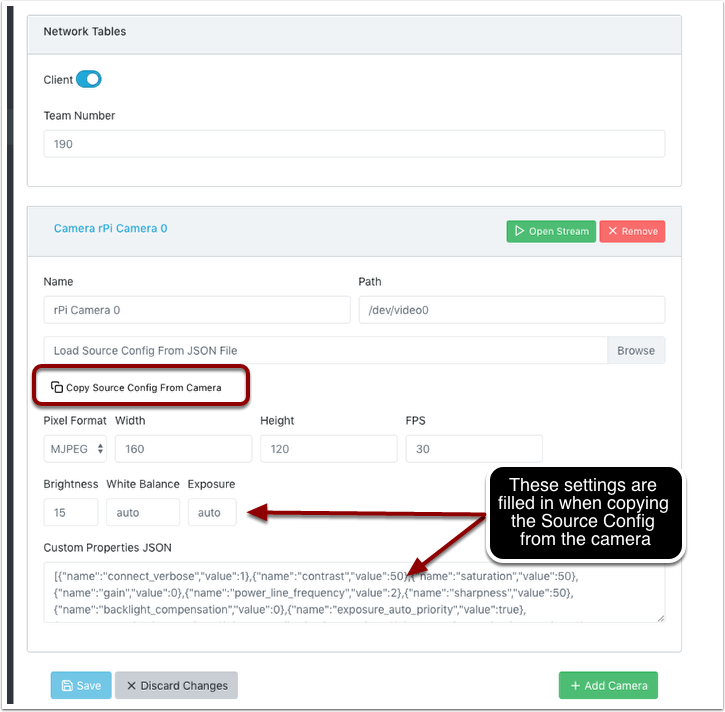 Network Tables
Client
Team Number
190
Camera rPi Camera 0
Open Stream
Remove
Name Path
rPi Camera 0 /dev/video0
Load Source Config From JSON File Browse
Copy Source Config From Camera
Pixel Format Width Height FPS
MJPEG 160 120 30
Brightness White Balance Exposure
15 auto auto
These settings are
filled in when copying
the Source Config
from the camera
Custom Properties JSON
[{"name":"connect_verbose","value":1},{"name":"contrast","value":50},{"name":"saturation","value":50},
{"name":"gain","value":0},{"name":"power_line_frequency","value":2},{"name":"sharpness","value":50},
{"name":"backlight_compensation","value":0},{"name":"exposure_auto_priority","value":true},
Save Discard Changes Add Camera